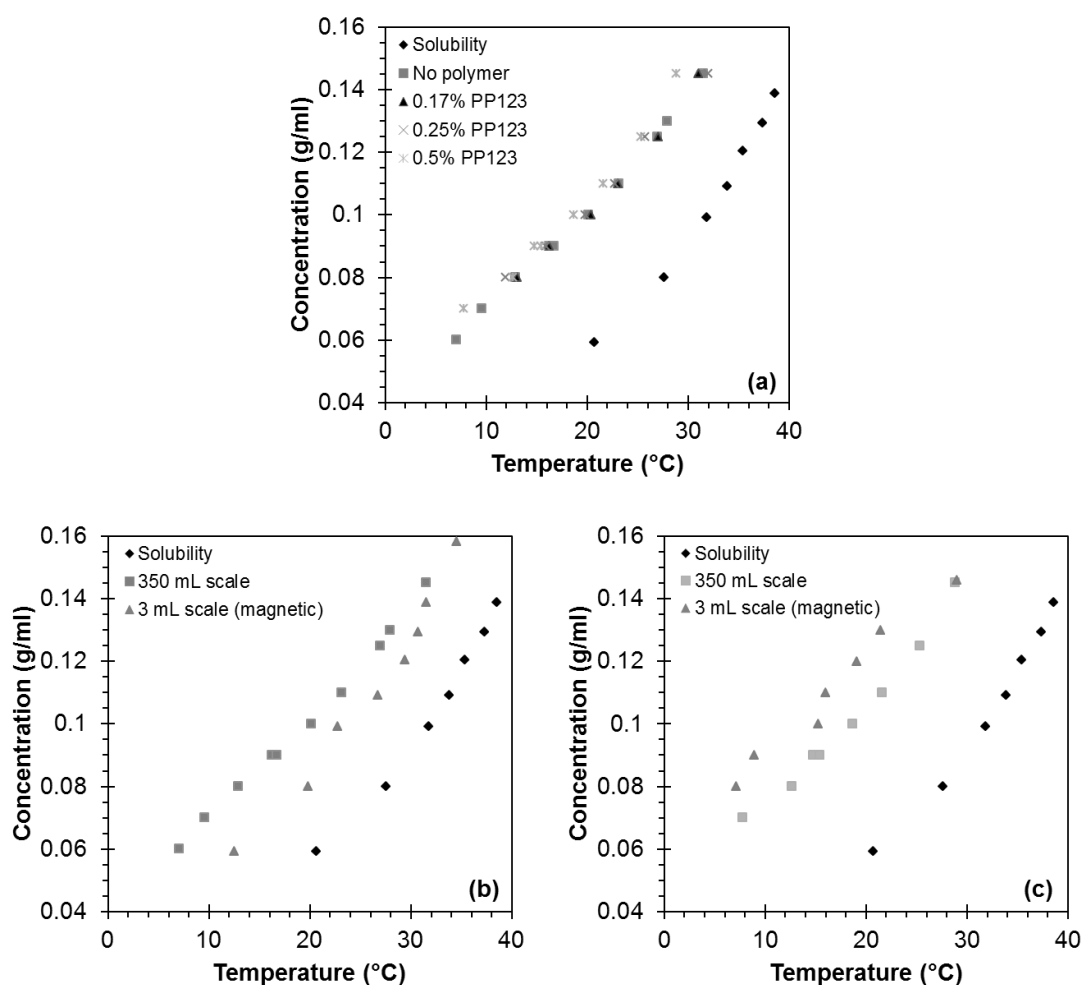 0.16
0.14
0.12
0.1
0.08
0.06
0.04
Concentration (g/ml)
Solubility
No polymer
0.17% PP123
0.25% PP123
0.5% PP123
(a)
0 10 20 30 40
Temperature (°C)
0.16
0.14
0.12
0.1
0.08
0.06
0.04
Concentration (g/ml)
Solubility
350 mL scale
3 mL scale (magnetic)
(b)
0 10 20 30 40
Temperature (°C)
0.16
0.14
0.12
0.1
0.08
0.06
0.04
Concentration (g/ml)
Solubility
350 mL scale
3 mL scale (magnetic)
(c)
0 10 20 30 40
Temperature (°C)